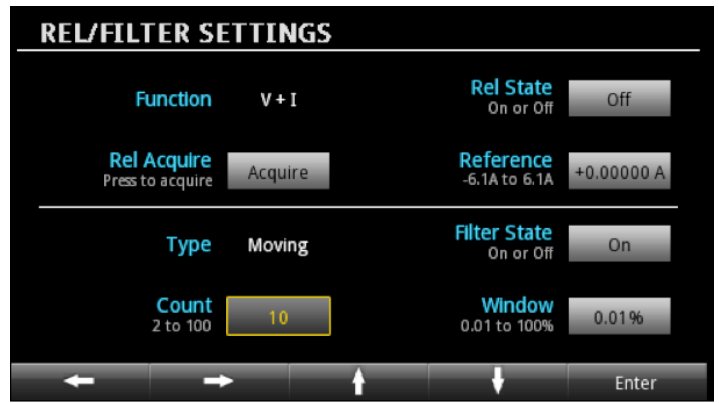 REL/FILTER SETTINGS
Function V + I
Rel State
On or Off
Off
Rel Acquire
Press to acquire
Acquire
Reference
-6.1A to 6.1A
+0.00000 A
Type Moving
Filter State
On or Off
On
Count
2 to 100
10
Window
0.01 to 100%
0.01%
Enter